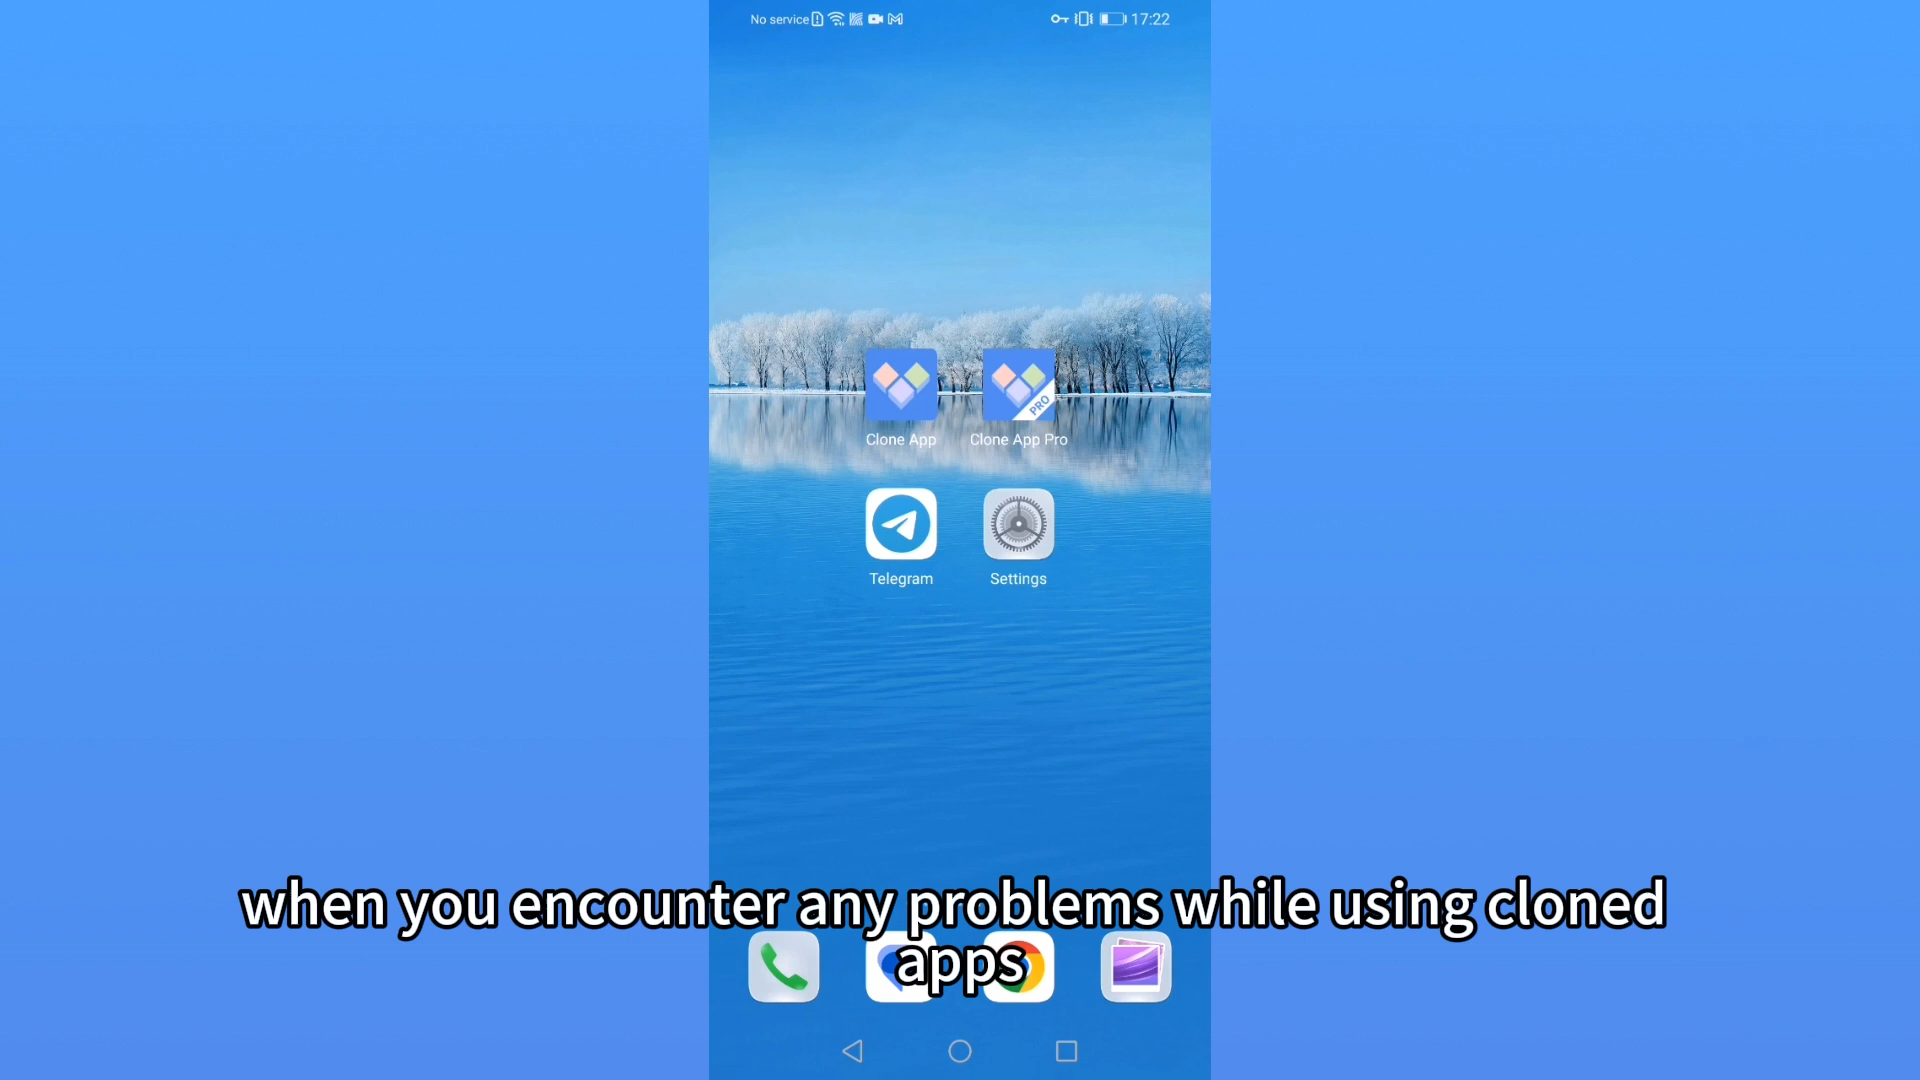 No service 17:22
Clone App Clone App Pro
PRO
Telegram Settings
when you encounter any problems while using cloned
apps